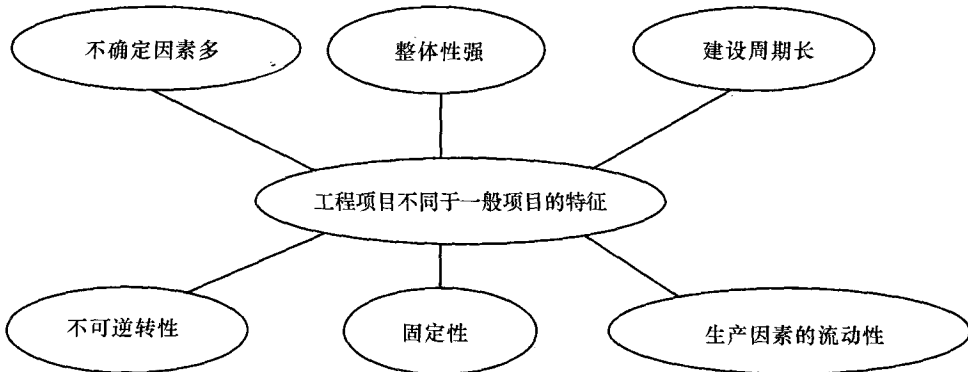 不确定因素多
整体性强
建设周期长
工程项目不同于一般项目的特征
不可逆转性
固定性
生产因素的流动性